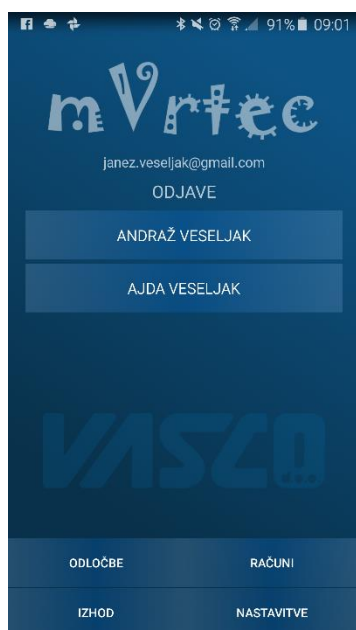 91% 09:01
mVrtec
janez.veseljak@gmail.com
ODJAVE
ANDRAŽ VESELJAK
AJDA VESELJAK
VASCO
d.o.o
ODLOČBE RAČUNI
IZHOD NASTAVITVE